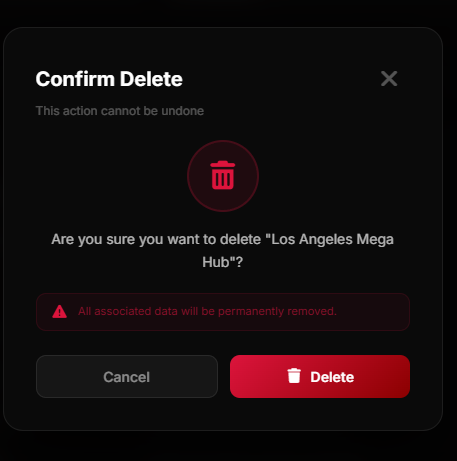 Confirm Delete
This action cannot be undone
Are you sure you want to delete "Los Angeles Mega
Hub"?
All associated data will be permanently removed.
Cancel
Delete